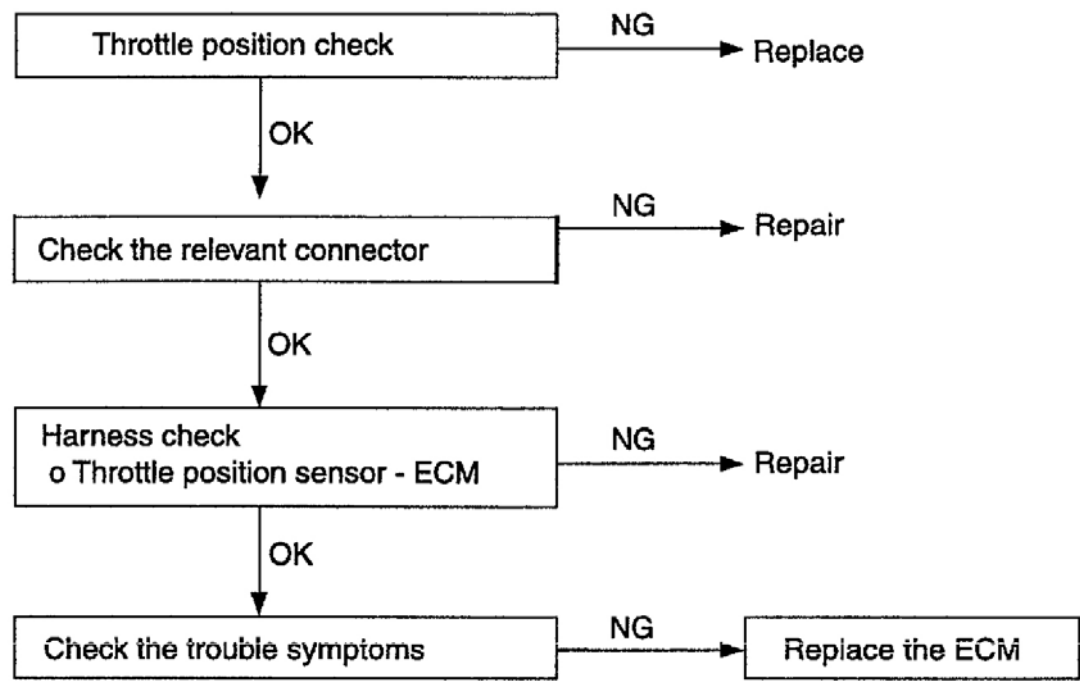 Throttle position check
NG
Replace
OK
Check the relevant connector
NG
Repair
OK
Harness check
o Throttle position sensor - ECM
NG
Repair
OK
Check the trouble symptoms
NG
Replace the ECM